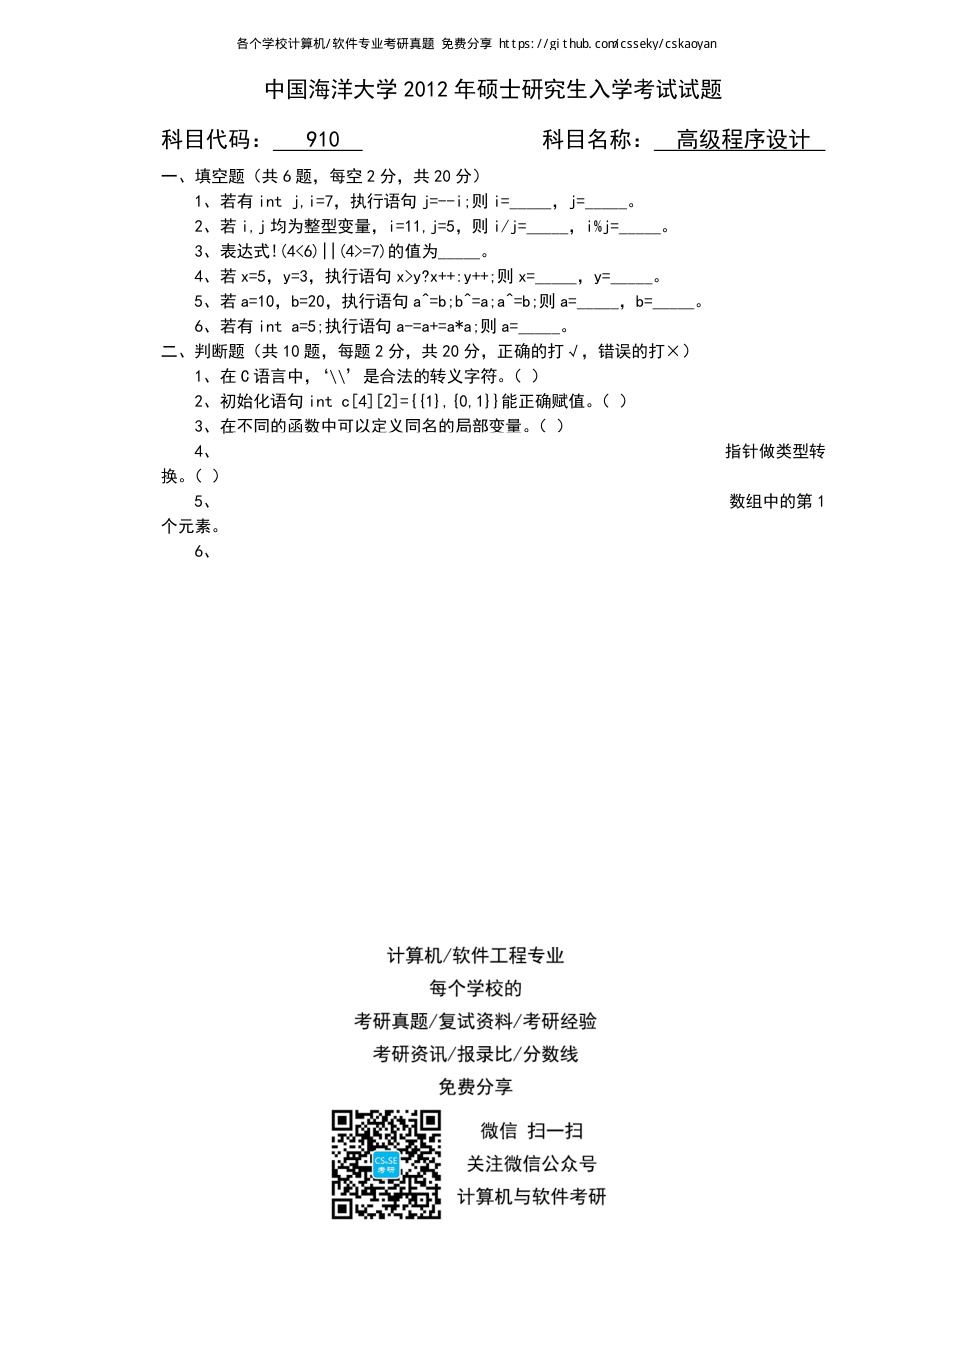 各个学校计算机/软件专业考研真题 免费分享 https://github.com/csseky/cskaoyan
中国海洋大学 2012 年硕士研究生入学考试试题
科目代码： 910 科目名称： 高级程序设计
一、填空题（共 6 题，每空 2 分，共 20 分）
1、若有 int j,i=7，执行语句 j=--i;则 i=_____，j=_____。
2、若 i,j 均为整型变量，i=11,j=5，则 i/j=_____，i%j=_____。
3、表达式!(4<6)||(4>=7)的值为_____。
4、若 x=5，y=3，执行语句 x>y?x++:y++;则 x=_____，y=_____。
5、若 a=10，b=20，执行语句 a^=b;b^=a;a^=b;则 a=_____，b=_____。
6、若有 int a=5;执行语句 a-=a+=a*a;则 a=_____。
二、判断题（共 10 题，每题 2 分，共 20 分，正确的打√，错误的打×）
1、在 C 语言中，‘\\’是合法的转义字符。（ ）
2、初始化语句 int c[4][2]={{1},{0,1}}能正确赋值。（ ）
3、在不同的函数中可以定义同名的局部变量。（ ）
4、 指针做类型转
换。（ ）
5、 数组中的第 1
个元素。
6、
计算机/软件工程专业
每个学校的
考研真题/复试资料/考研经验
考研资讯/报录比/分数线
免费分享
微信 扫一扫
关注微信公众号
计算机与软件考研
CS&SE
考研